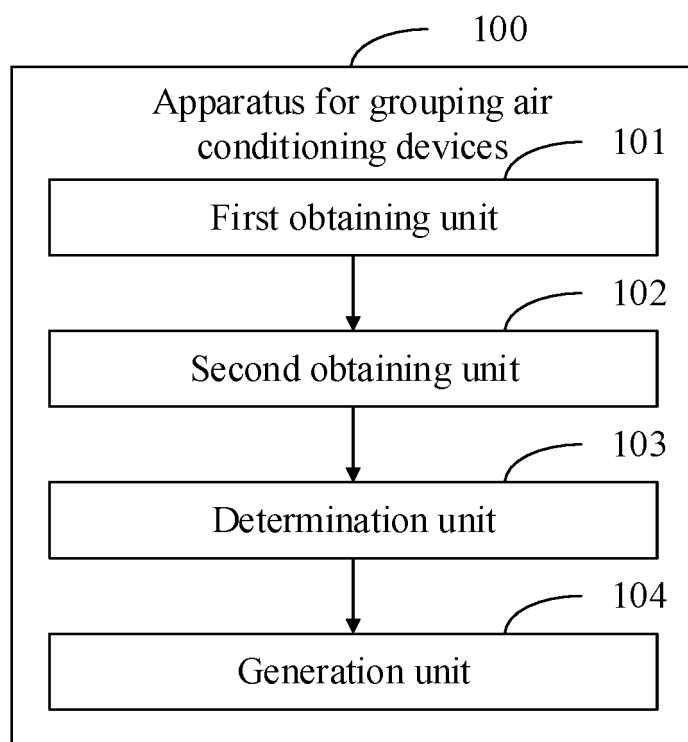 100
Apparatus for grouping air
conditioning devices
101
First obtaining unit
102
Second obtaining unit
103
Determination unit
104
Generation unit